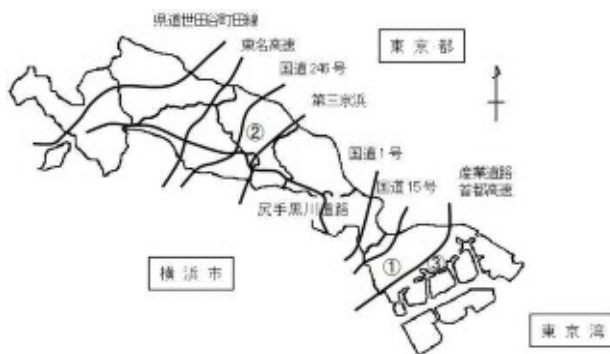 県道世田谷町田線
東名高速
東京都
国道246号
第三京浜
②
国道1号
産業道路
首都高速
国道15号
尻手黒川道路
横浜市
①
③
東京湾